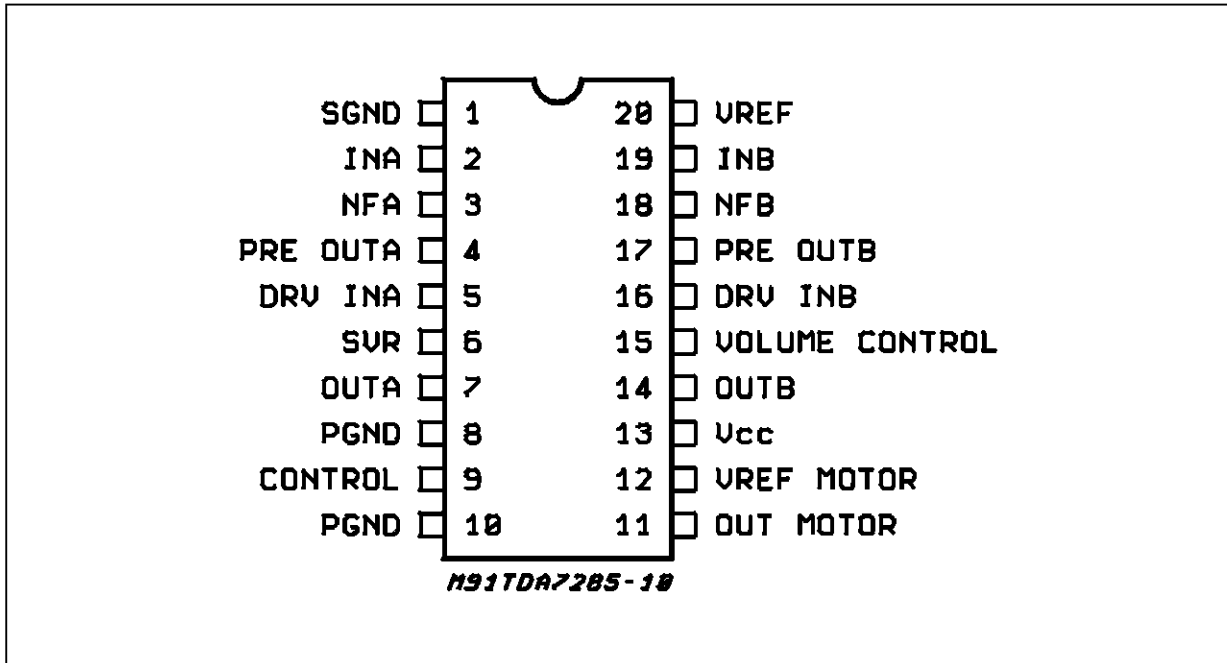 SGND 1 20 VREF
INA 2 19 INB
NFA 3 18 NFB
PRE OUTA 4 17 PRE OUTB
DRV INA 5 16 DRV INB
SVR 6 15 VOLUME CONTROL
OUTA 7 14 OUTB
PGND 8 13 Vcc
CONTROL 9 12 VREF MOTOR
PGND 10 11 OUT MOTOR
M91TDA7285-10